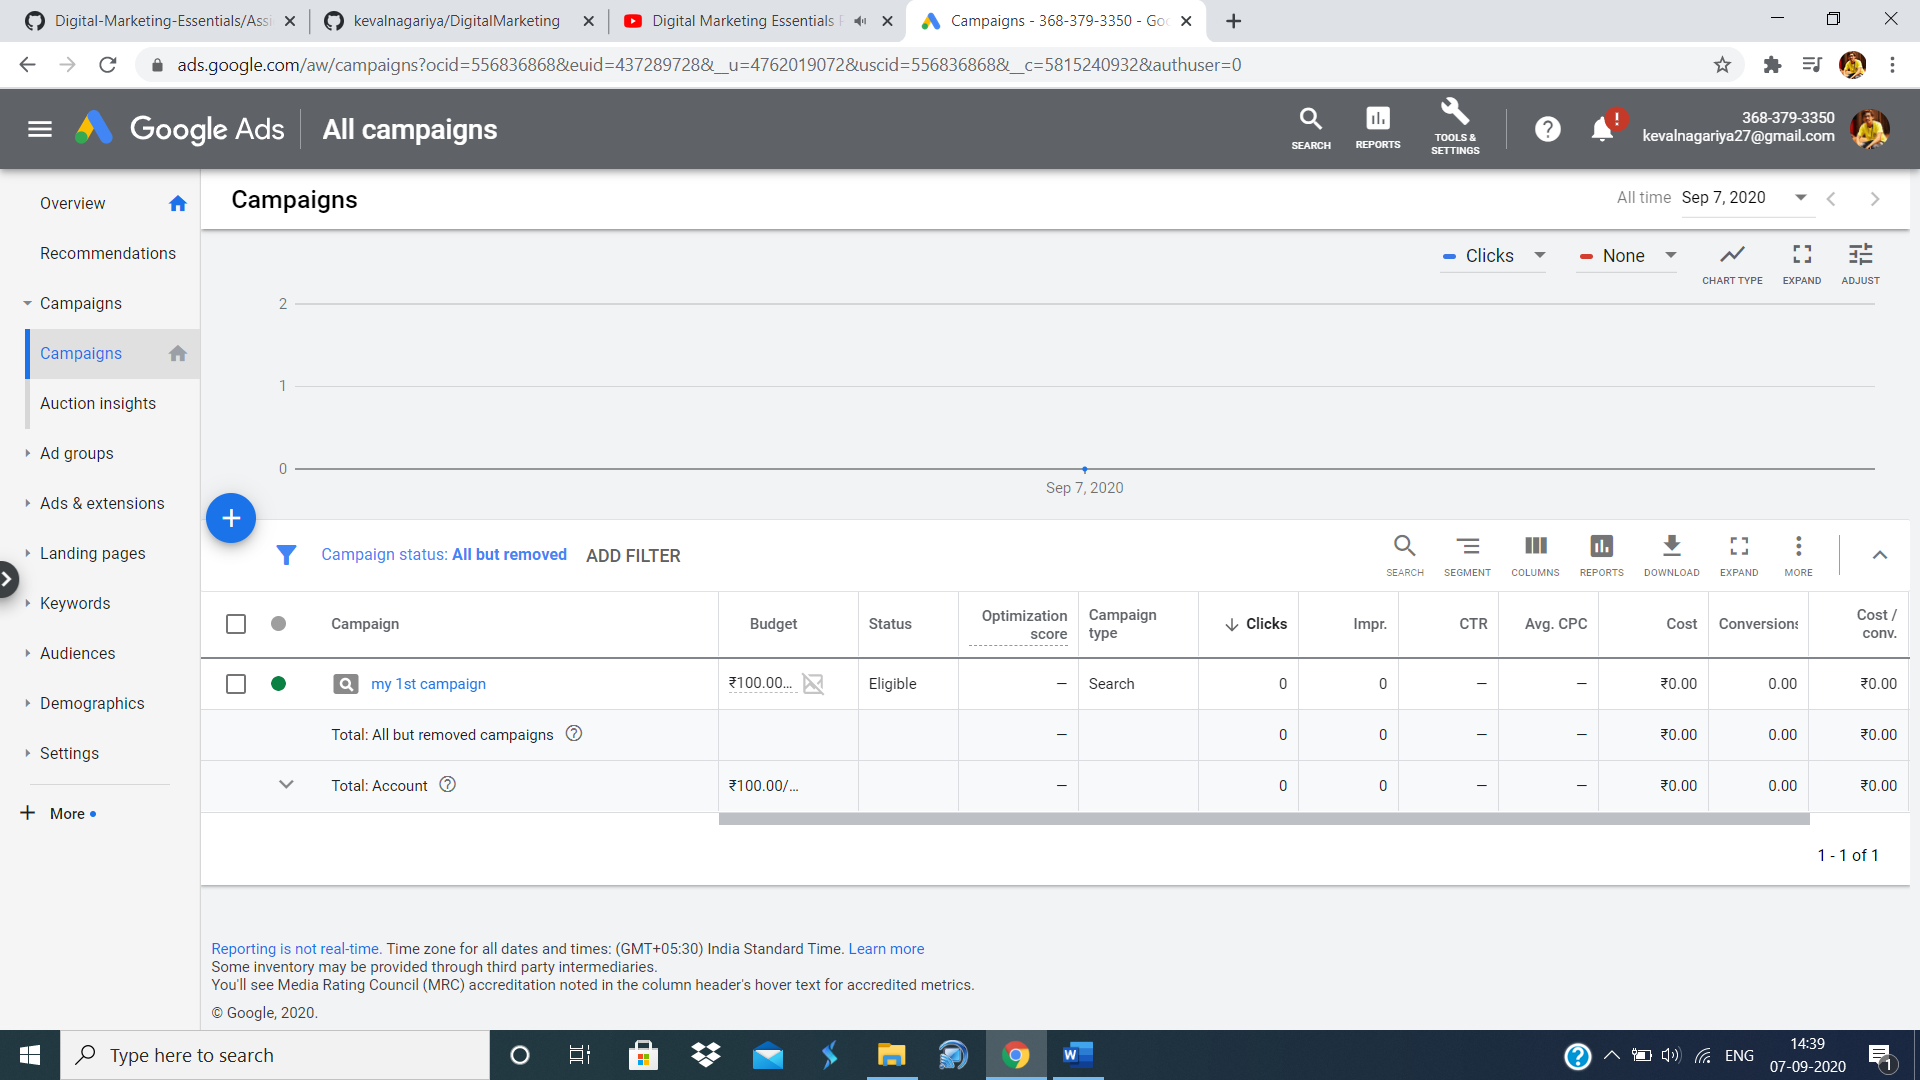 Digital-Marketing-Essentials/Assi
kevalnagariya/DigitalMarketing
Digital Marketing Essentials
Campaigns - 368-379-3350 - Goo
ads.google.com/aw/campaigns?ocid=556836868&euid=437289728&__u=4762019072&uscid=556836868&__c=5815240932&authuser=0
Google Ads
All campaigns
SEARCH
REPORTS
TOOLS & SETTINGS
368-379-3350
kevalnagariya27@gmail.com
Overview
Recommendations
Campaigns
Campaigns
Auction insights
Ad groups
Ads & extensions
Landing pages
Keywords
Audiences
Demographics
Settings
More
Campaigns
All time Sep 7, 2020
Clicks
None
CHART TYPE
EXPAND
ADJUST
2
1
0
Sep 7, 2020
Campaign status: All but removed ADD FILTER
SEARCH
SEGMENT
COLUMNS
REPORTS
DOWNLOAD
EXPAND
MORE
Campaign Budget Status Optimization score Campaign type Clicks Impr. CTR Avg. CPC Cost Conversions Cost / conv.
my 1st campaign ₹100.00... Eligible — Search 0 0 — — ₹0.00 0.00 ₹0.00
Total: All but removed campaigns — 0 0 — — ₹0.00 0.00 ₹0.00
Total: Account ₹100.00/... — 0 0 — — ₹0.00 0.00 ₹0.00
1 - 1 of 1
Reporting is not real-time. Time zone for all dates and times: (GMT+05:30) India Standard Time. Learn more
Some inventory may be provided through third party intermediaries.
You'll see Media Rating Council (MRC) accreditation noted in the column header's hover text for accredited metrics.
© Google, 2020.
Type here to search
ENG
14:39
07-09-2020
1